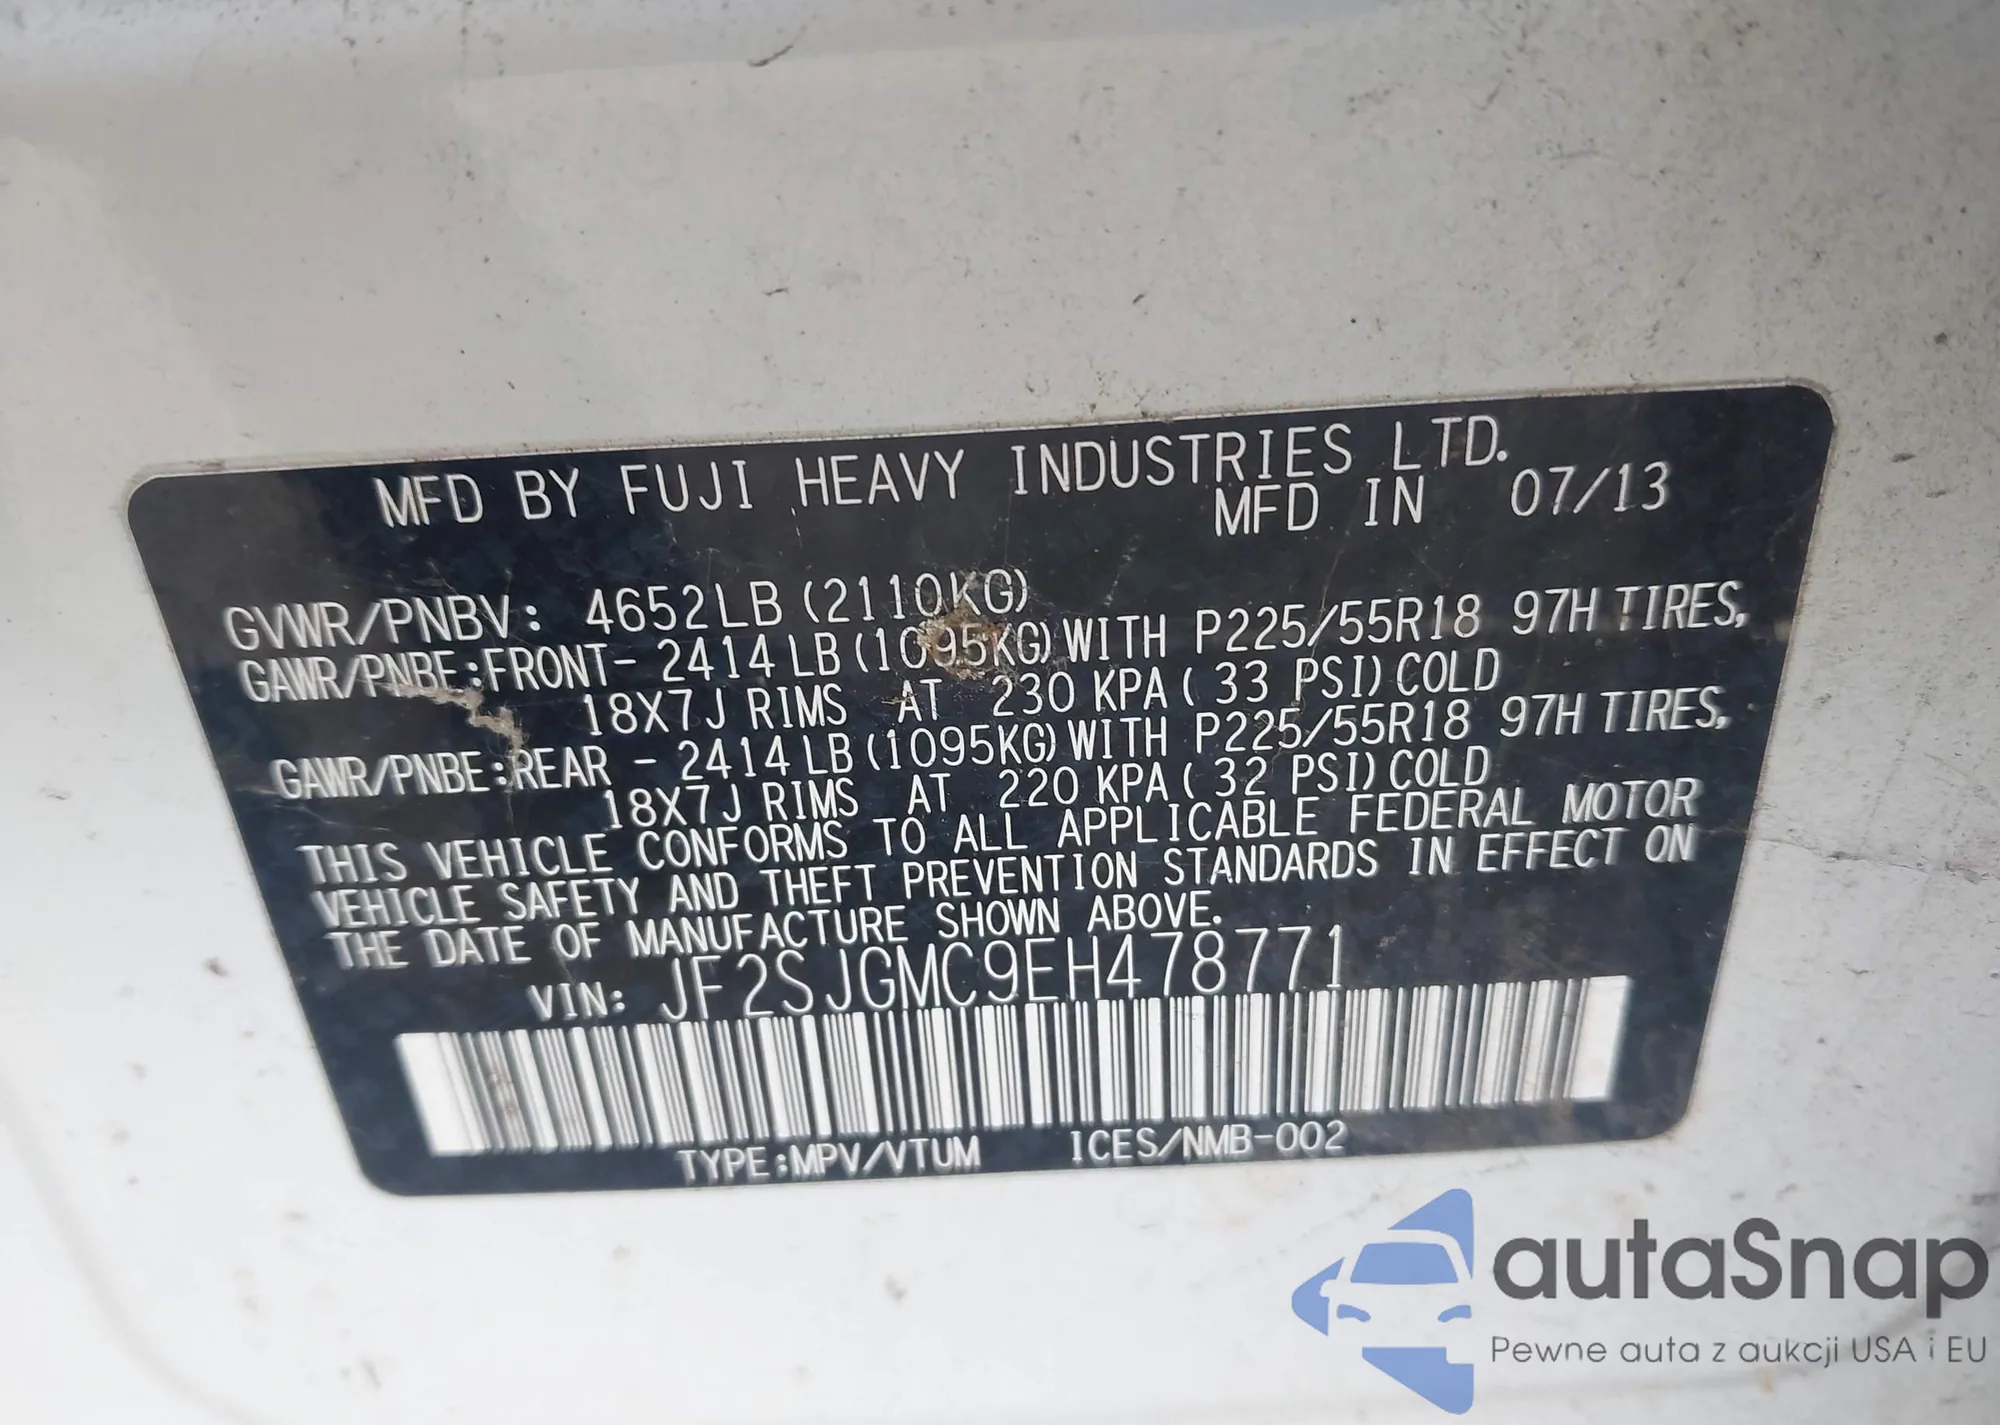 MFD BY FUJI HEAVY INDUSTRIES LTD.
MFD IN 07/13
GVWR/PNBV: 4652LB (2110KG)
GAWR/PNBE:FRONT- 2414LB (1095KG) WITH P225/55R18 97H TIRES,
18X7J RIMS AT 230 KPA ( 33 PSI) COLD
GAWR/PNBE:REAR - 2414LB (1095KG) WITH P225/55R18 97H TIRES,
18X7J RIMS AT 220 KPA ( 32 PSI) COLD
THIS VEHICLE CONFORMS TO ALL APPLICABLE FEDERAL MOTOR
VEHICLE SAFETY AND THEFT PREVENTION STANDARDS IN EFFECT ON
THE DATE OF MANUFACTURE SHOWN ABOVE.
VIN: JF2SJGMC9EH478771
TYPE:MPV/VTUM ICES/NMB-002
autaSnap
Pewne auta z aukcji USA i EU